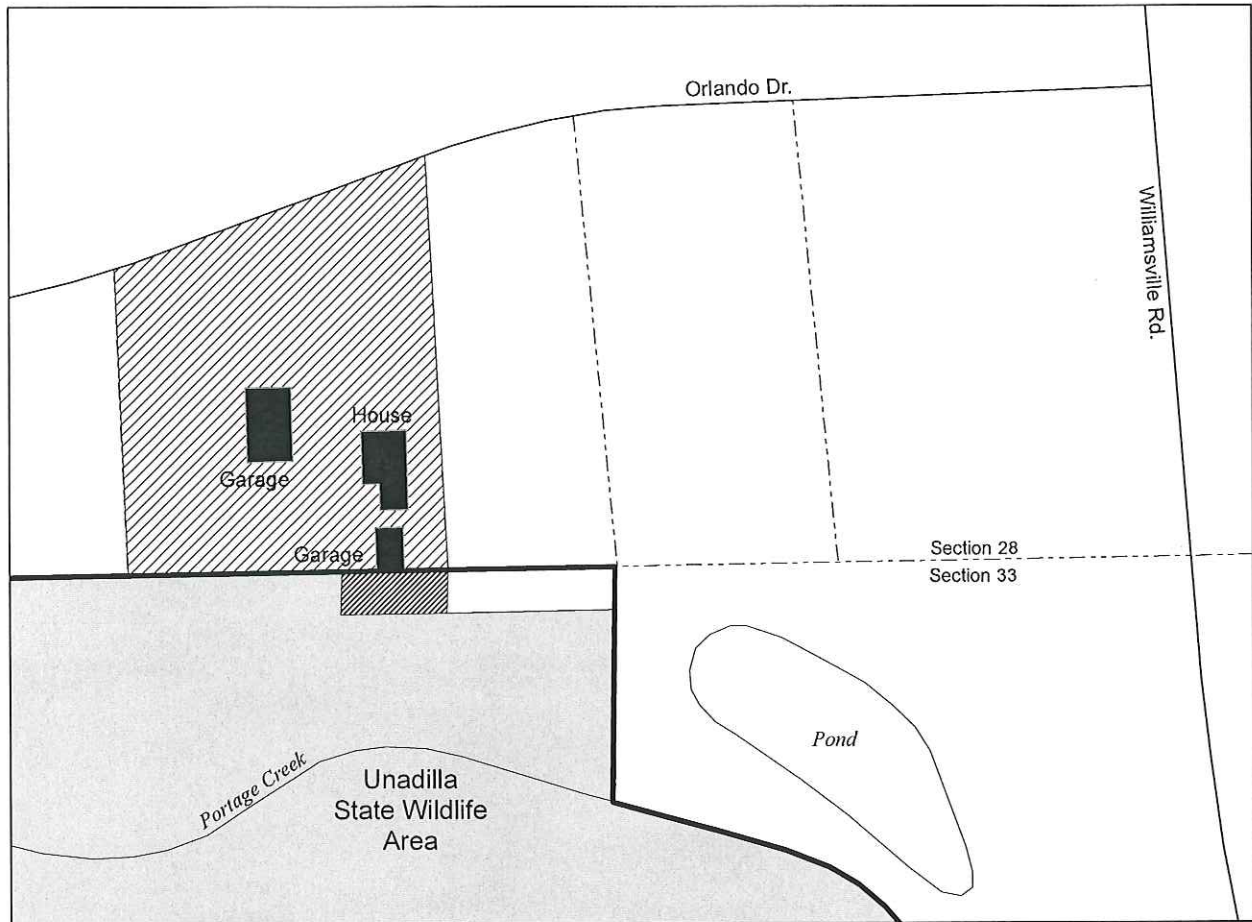 Orlando Dr.
Williamsville Rd.
House
Garage
Garage
Section 28
Section 33
Pond
Portage Creek
Unadilla
State Wildlife
Area